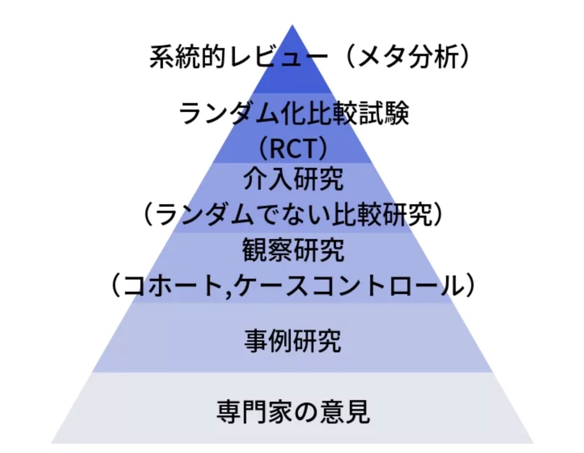 系統的レビュー（メタ分析）
ランダム化比較試験
（RCT）
介入研究
（ランダムでない比較研究）
観察研究
（コホート,ケースコントロール）
事例研究
専門家の意見